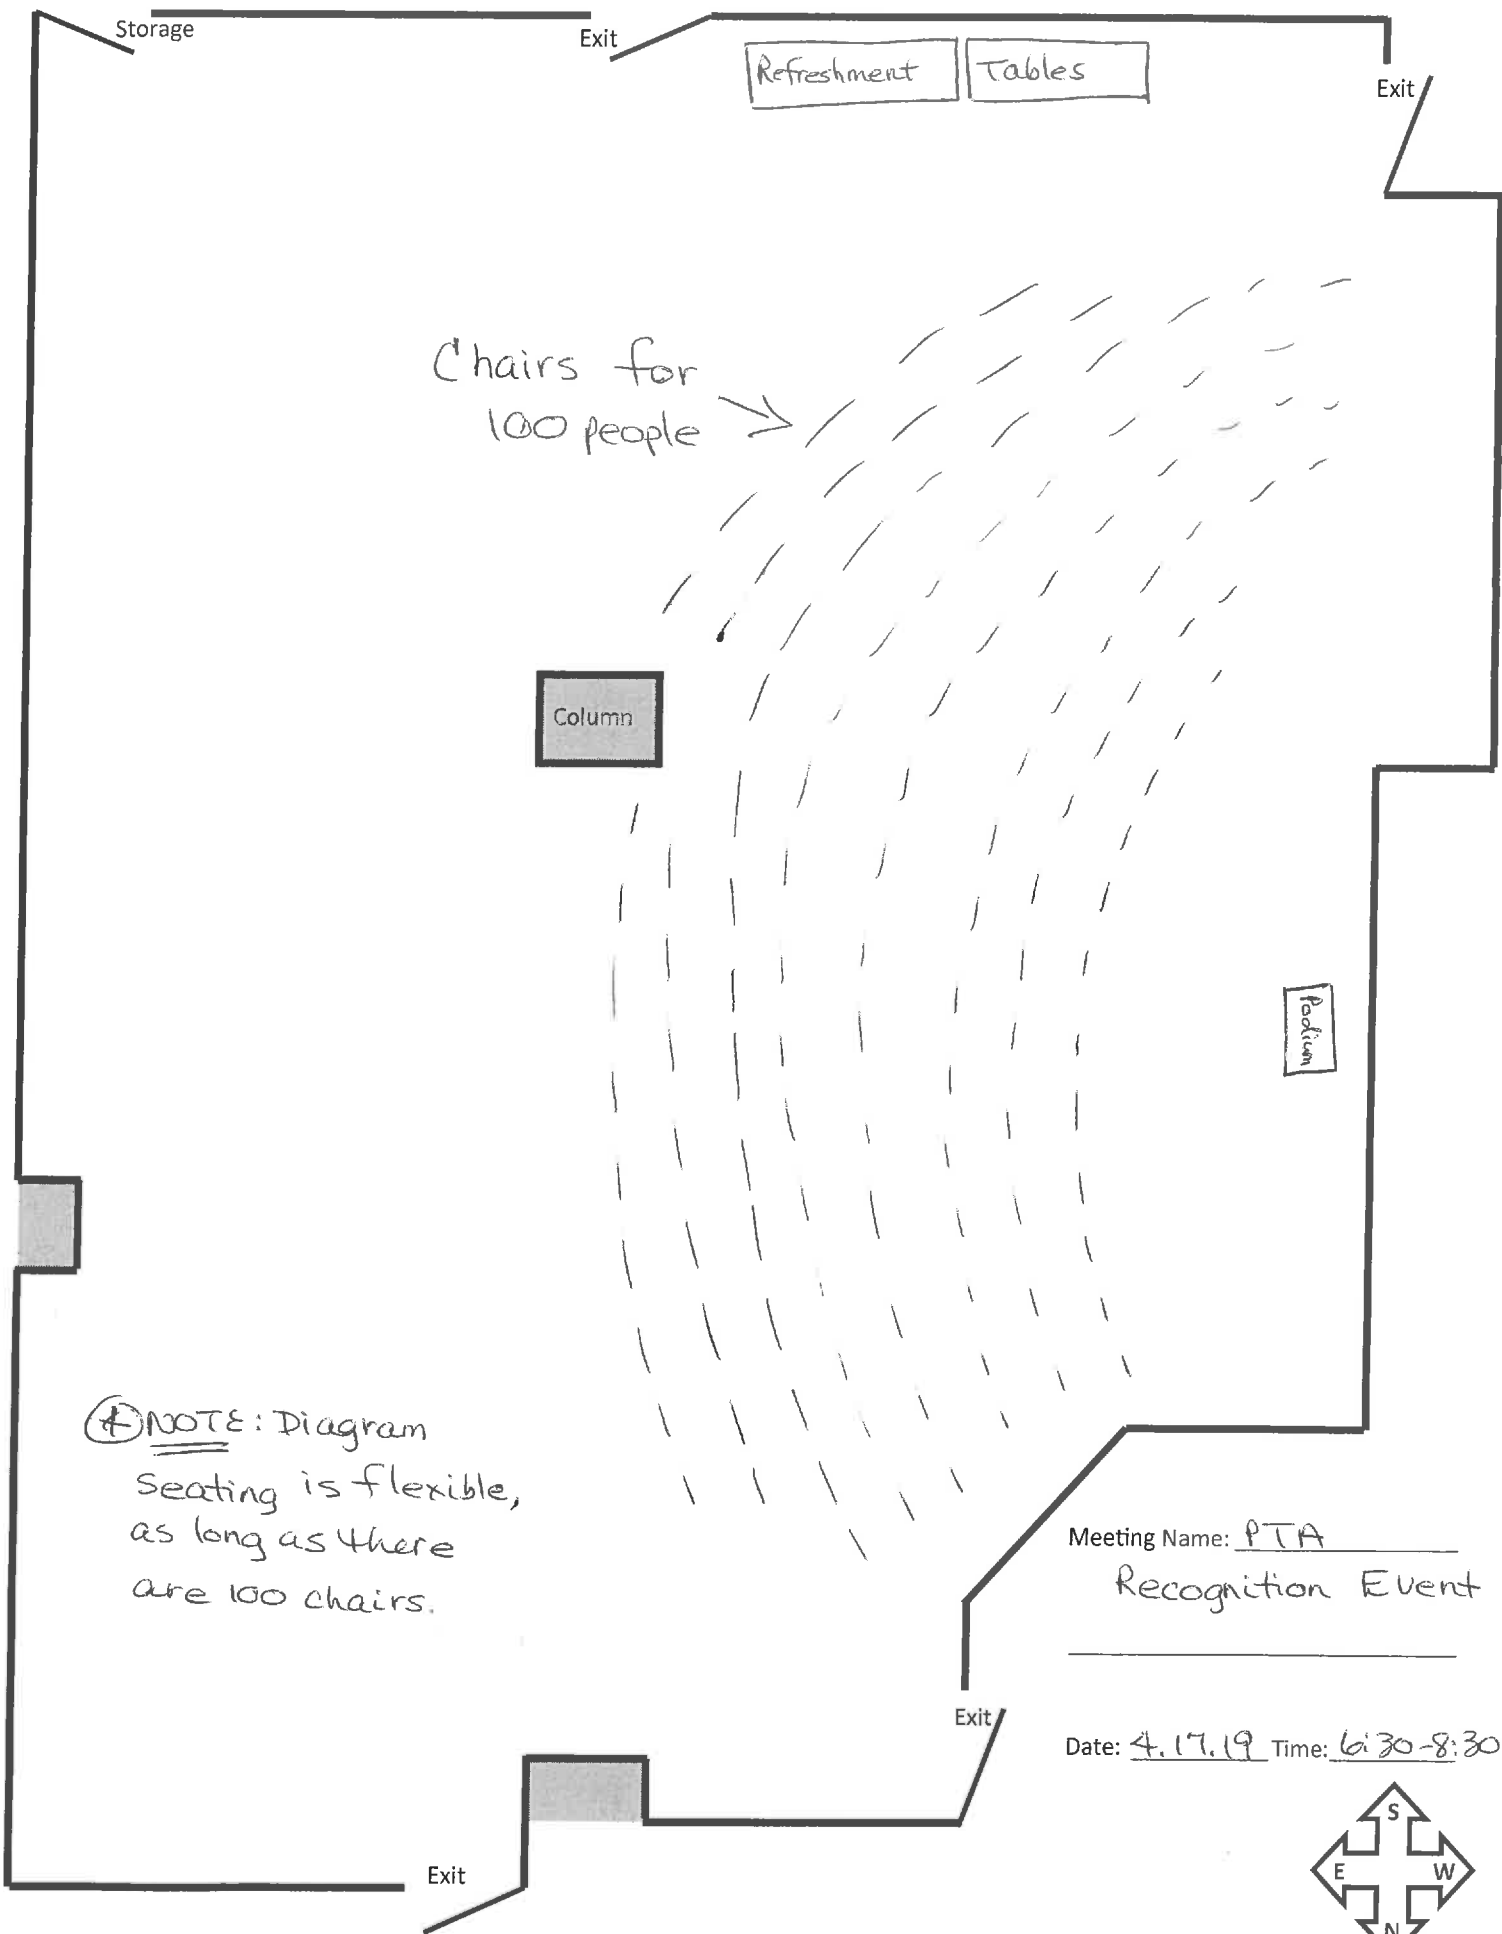 Storage
Exit
Refreshment Tables
Exit
Chairs for
100 people
Column
Podium
NOTE: Diagram
seating is flexible,
as long as there
are 100 chairs.
Meeting Name: PTA
Recognition Event
Exit
Date: 4.17.19 Time: 6:30-8:30
Exit
S
E W
N